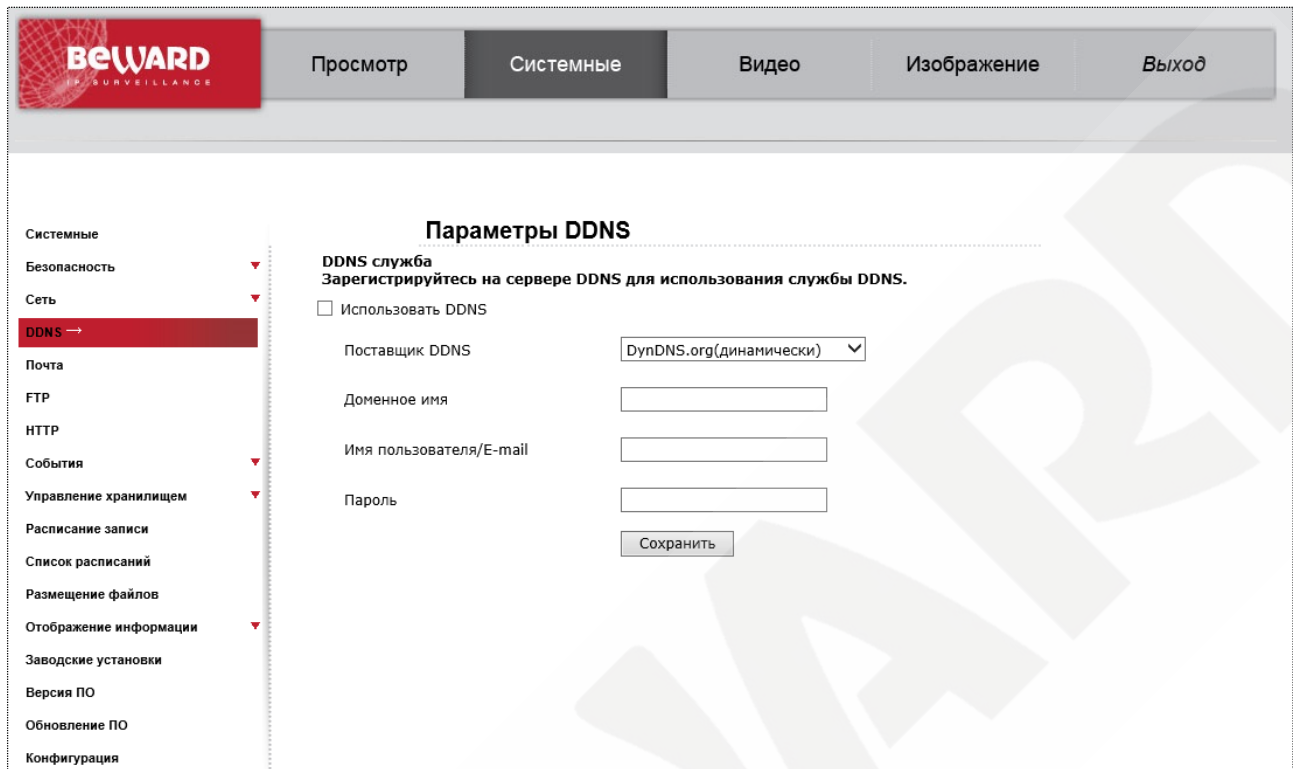 BEWARD
IP SURVEILLANCE
Просмотр
Системные
Видео
Изображение
Выход
Системные
Безопасность
Сеть
DDNS →
Почта
FTP
HTTP
События
Управление хранилищем
Расписание записи
Список расписаний
Размещение файлов
Отображение информации
Заводские установки
Версия ПО
Обновление ПО
Конфигурация
Параметры DDNS
DDNS служба
Зарегистрируйтесь на сервере DDNS для использования службы DDNS.
Использовать DDNS
Поставщик DDNS
DynDNS.org(динамически)
Доменное имя
Имя пользователя/E-mail
Пароль
Сохранить